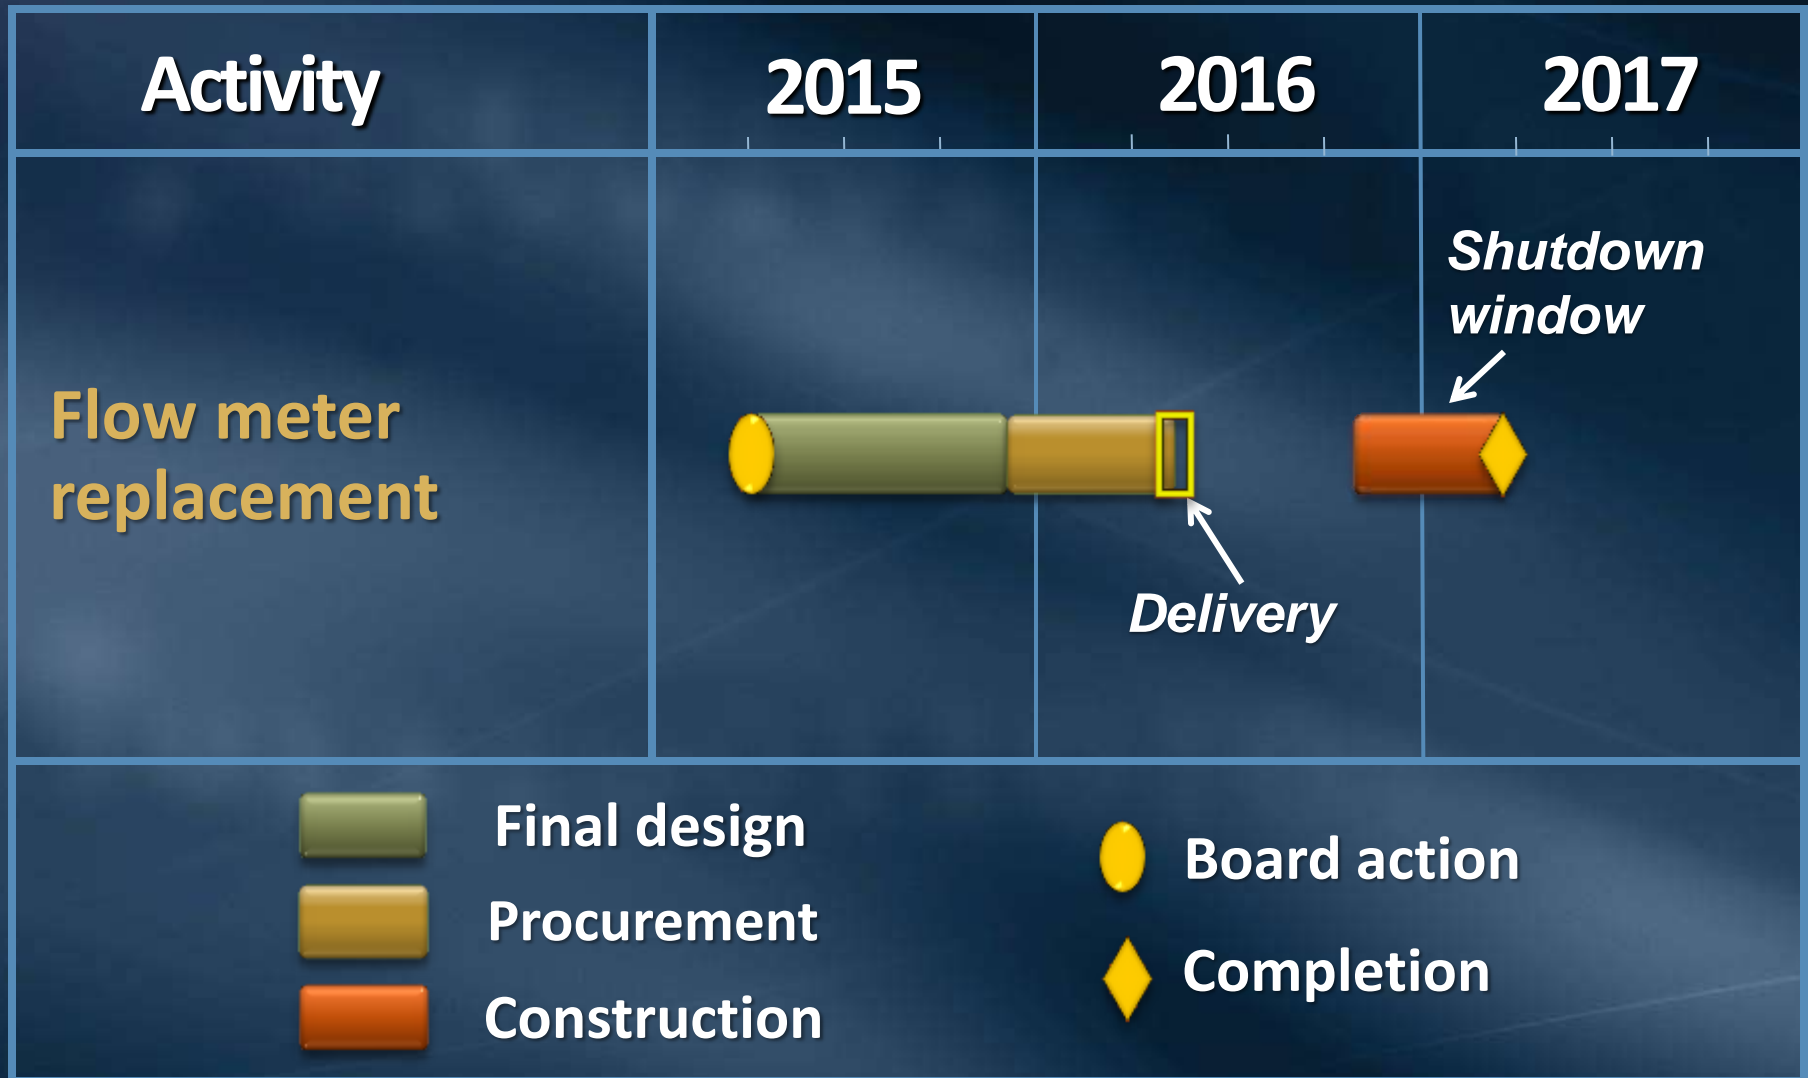 Activity
2015
2016
2017
Shutdown
window
Flow meter
replacement
Delivery
Final design
Procurement
Construction
Board action
Completion